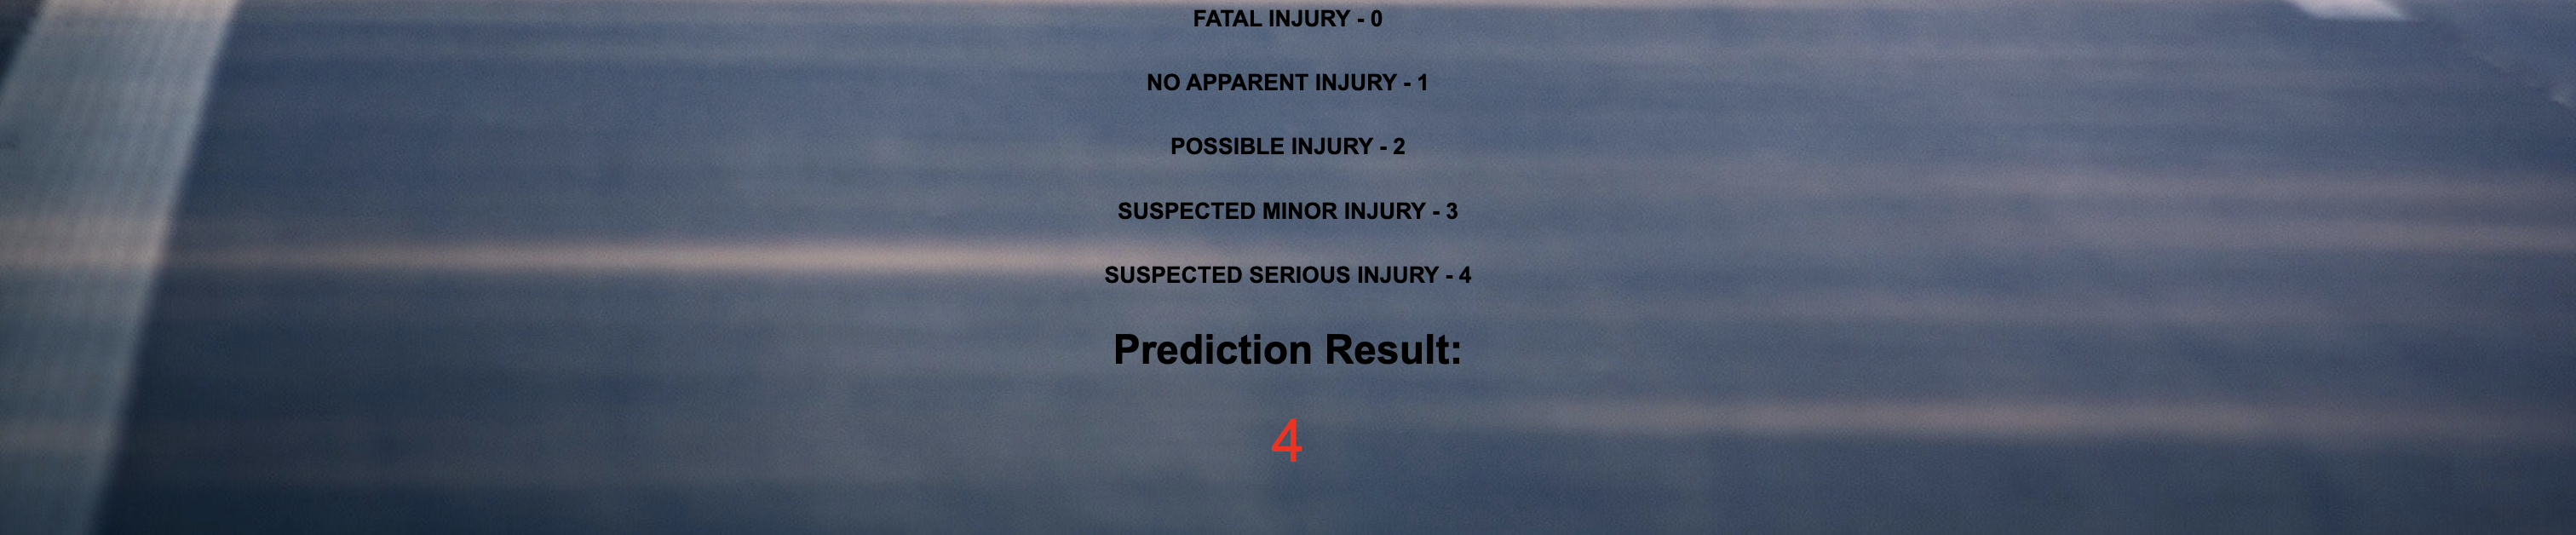 FATAL INJURY - 0
NO APPARENT INJURY - 1
POSSIBLE INJURY - 2
SUSPECTED MINOR INJURY - 3
SUSPECTED SERIOUS INJURY - 4
Prediction Result:
4